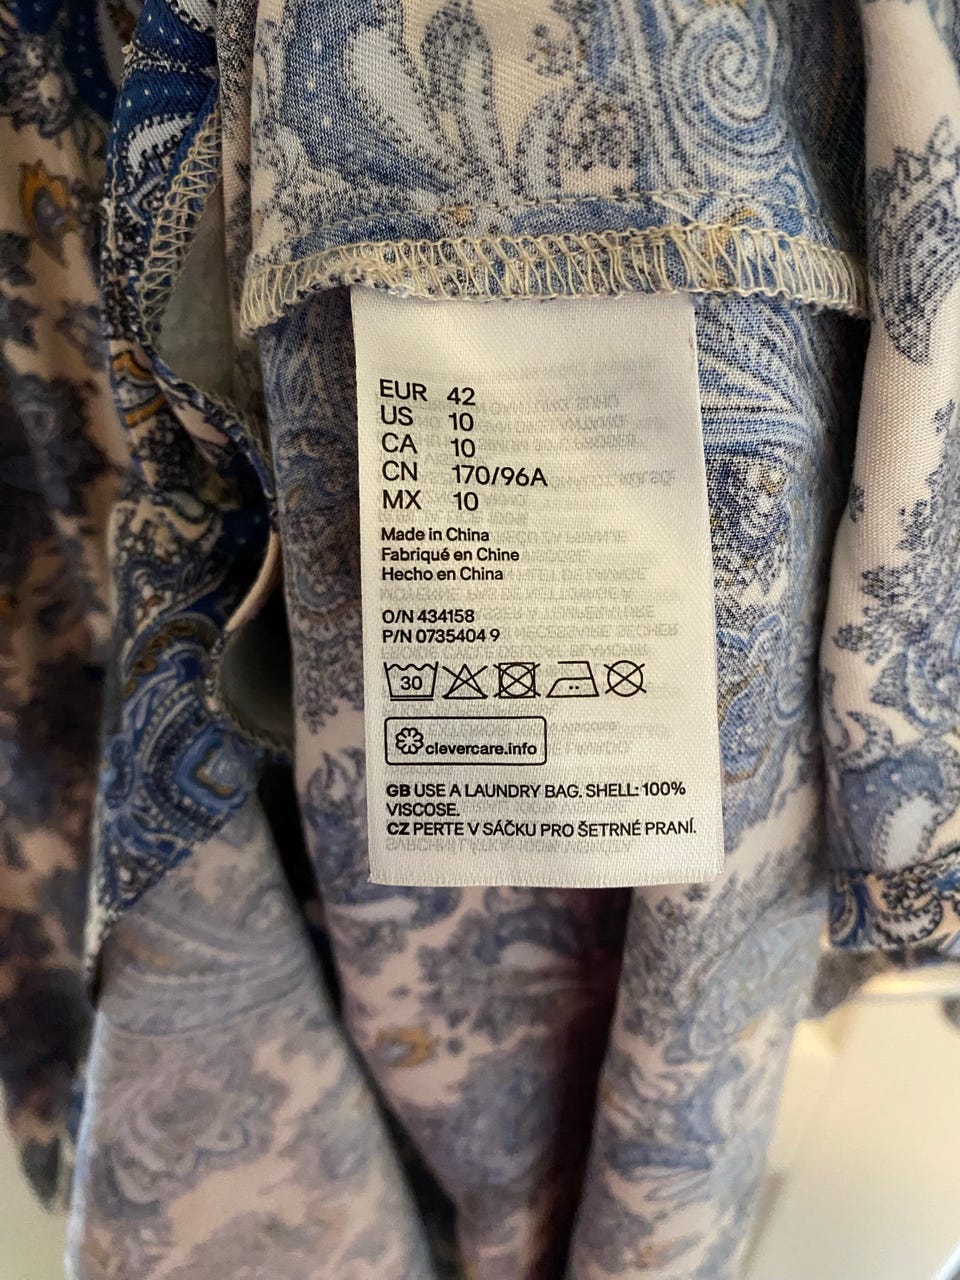 EUR 42
US 10
CA 10
CN 170/96A
MX 10
Made in China
Fabriqué en Chine
Hecho en China
O/N 434158
P/N 0735404 9
30
clevercare.info
GB USE A LAUNDRY BAG. SHELL: 100%
VISCOSE.
CZ PERTE V SÁČKU PRO ŠETRNÉ PRANÍ.